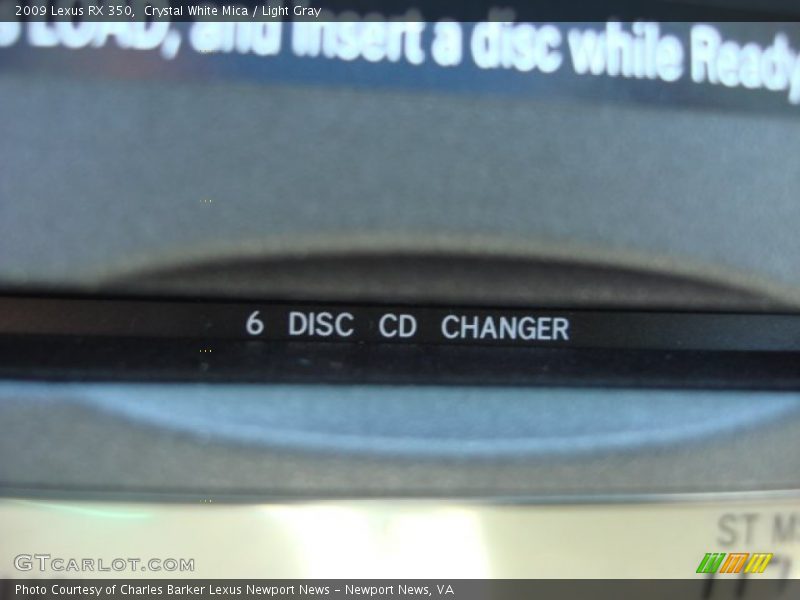 2009 Lexus RX 350, Crystal White Mica / Light Gray
LOAD, and insert a disc while Ready
6 DISC CD CHANGER
ST
GTCARLOT.COM
Photo Courtesy of Charles Barker Lexus Newport News - Newport News, VA